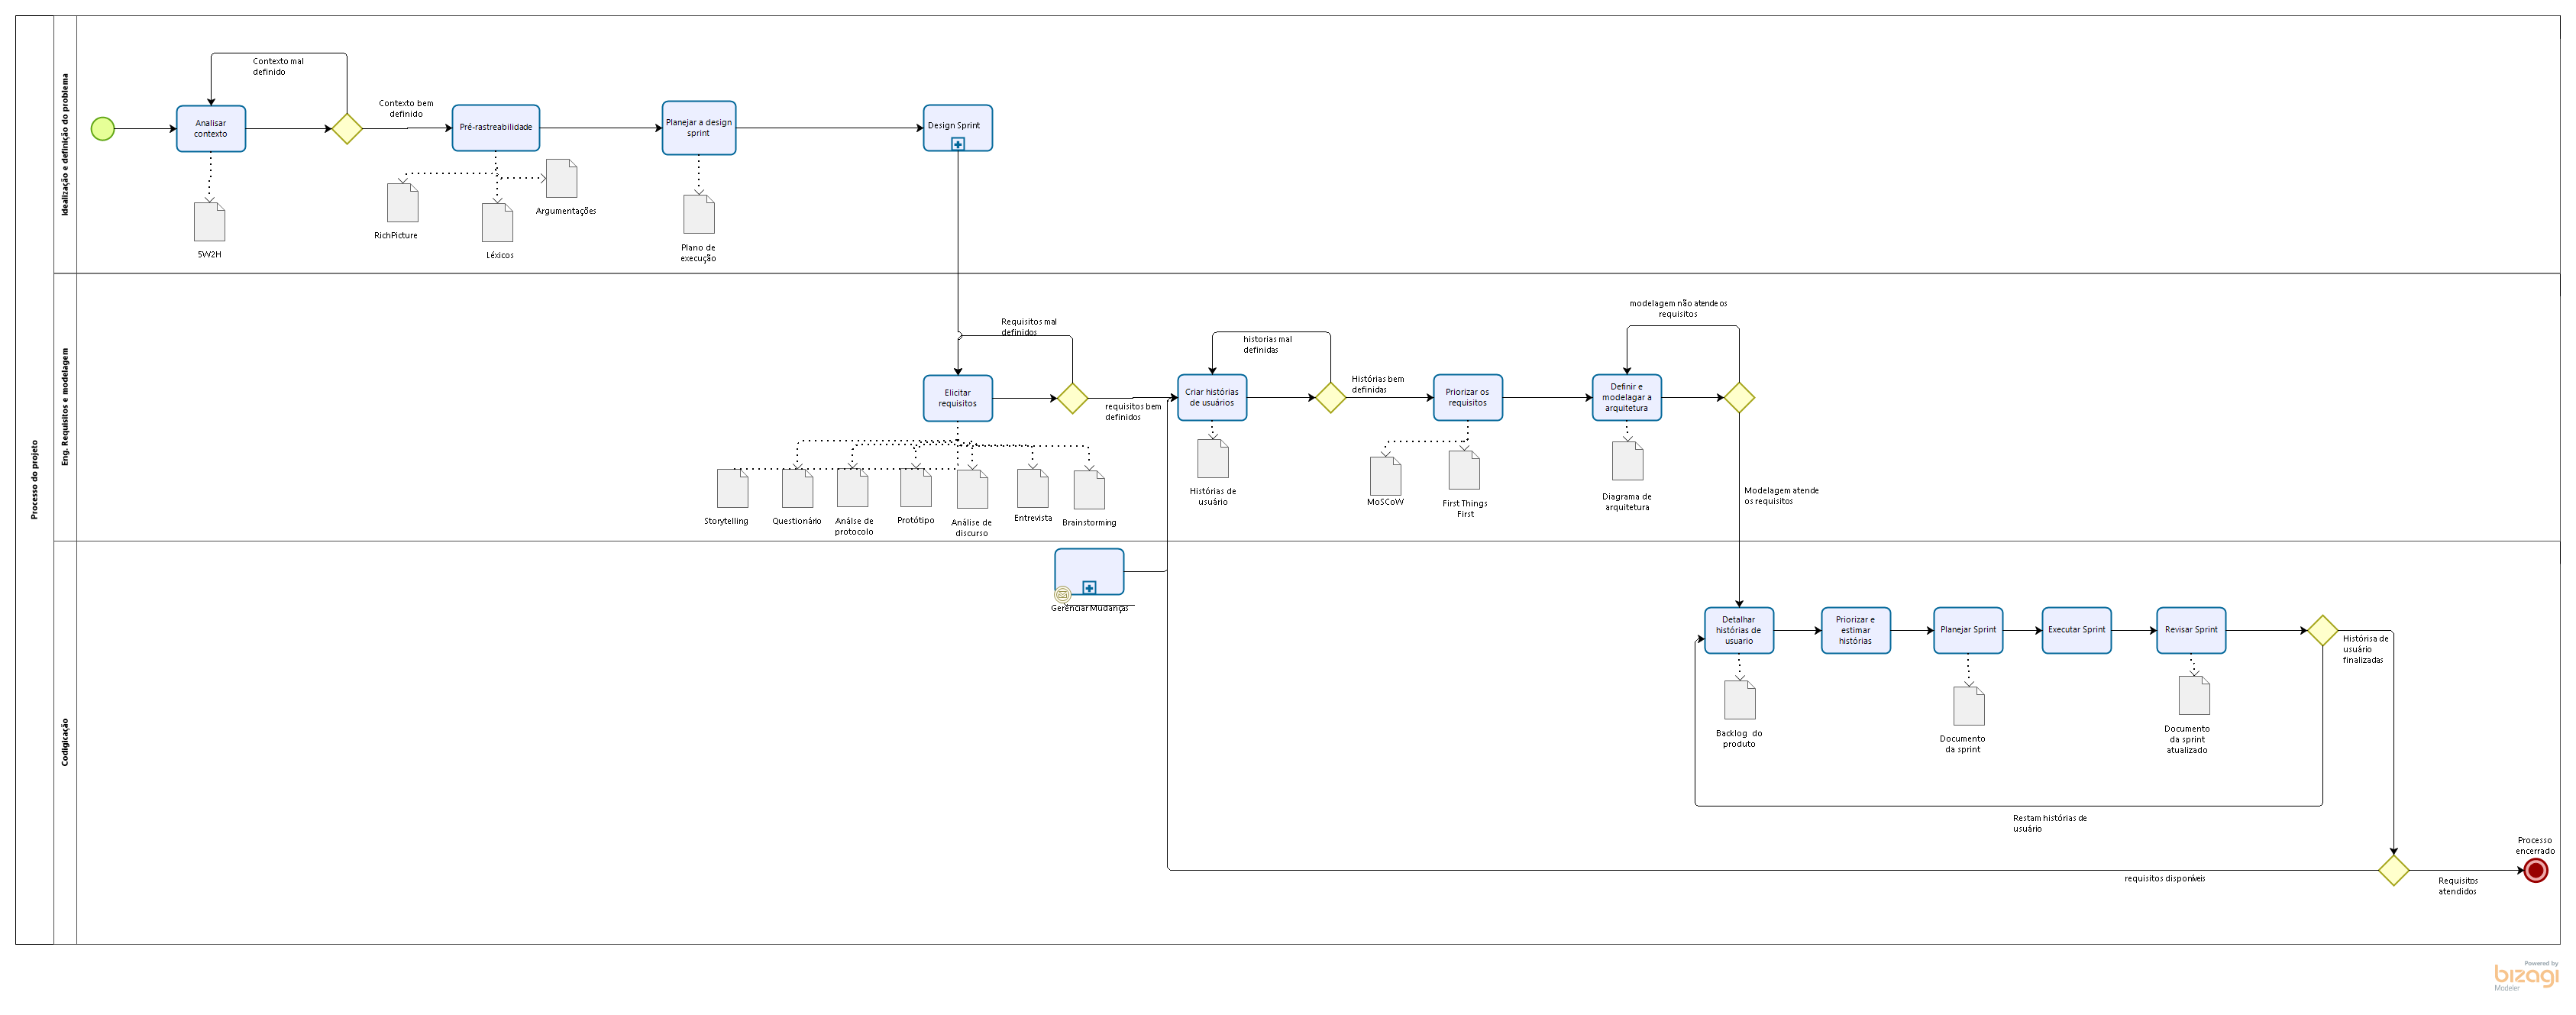 Processo do projeto
Idealização e definição do problema
Contexto mal
definido
Analisar
contexto
Contexto bem
definido
Pré-rastreabilidade
Planejar a design
sprint
Design Sprint
5W2H
RichPicture
Léxicos
Argumentações
Plano de
execução
Eng. Requisitos e modelagem
Requisitos mal
definidos
Elicitar
requisitos
requisitos bem
definidos
historias mal
definidas
Criar histórias
de usuários
Histórias bem
definidas
Priorizar os
requisitos
modelagem não atende os
requisitos
Definir e
modelagar a
arquitetura
Modelagem atende
os requisitos
Storytelling
Questionário
Análse de
protocolo
Protótipo
Análise de
discurso
Entrevista
Brainstorming
Histórias de
usuário
MoSCoW
First Things
First
Diagrama de
arquitetura
Codigicação
Gerenciar Mudanças
Detalhar
histórias de
usuario
Priorizar e
estimar
histórias
Planejar Sprint
Executar Sprint
Revisar Sprint
Histórisa de
usuário
finalizadas
Backlog do
produto
Documento
da sprint
Documento
da sprint
atualizado
Restam histórias de
usuário
requisitos disponíveis
Requisitos
atendidos
Processo
encerrado
Powered by
bizagi
Modeler